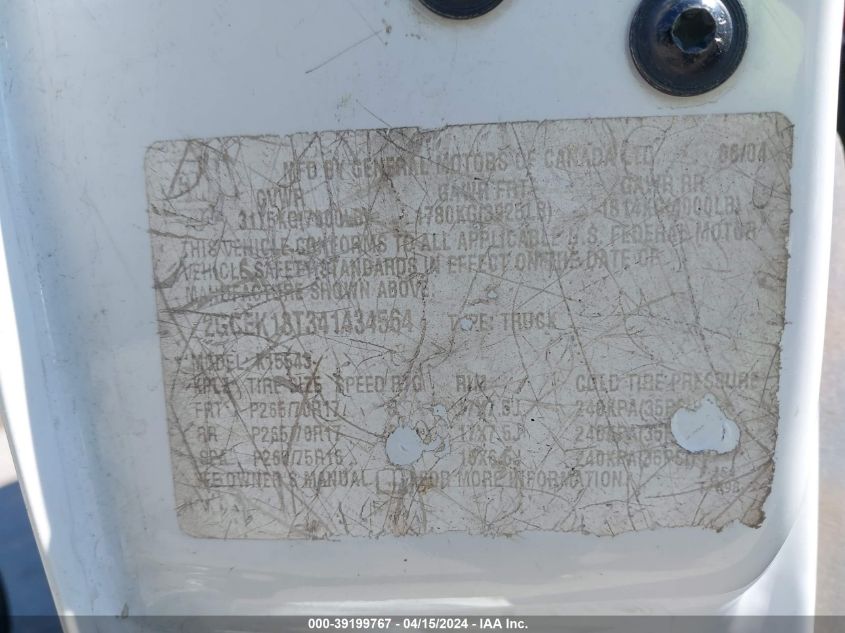 MFD BY GENERAL MOTORS OF CANADA LTD 06/04
GVWR GAWR FRT GAWR RR
3175KG(7000LB) 1780KG(3925LB) 1814KG(4000LB)
THIS VEHICLE CONFORMS TO ALL APPLICABLE U.S. FEDERAL MOTOR
VEHICLE SAFETY STANDARDS IN EFFECT ON THE DATE OF
MANUFACTURE SHOWN ABOVE.
2GCEK13T341434564 TYPE: TRUCK
MODEL: K15543
TIRE SIZE SPEED RTG RIM COLD TIRE PRESSURE
FRT P265/70R17 S 17X7.5J 240KPA(35PSI)
RR P265/70R17 17X7.5J 240KPA(35PSI)
SPA 240KPA(35PSI)
SEE OWNER'S MANUAL FOR MORE INFORMATION
000-39199767 - 04/15/2024 - IAA Inc.